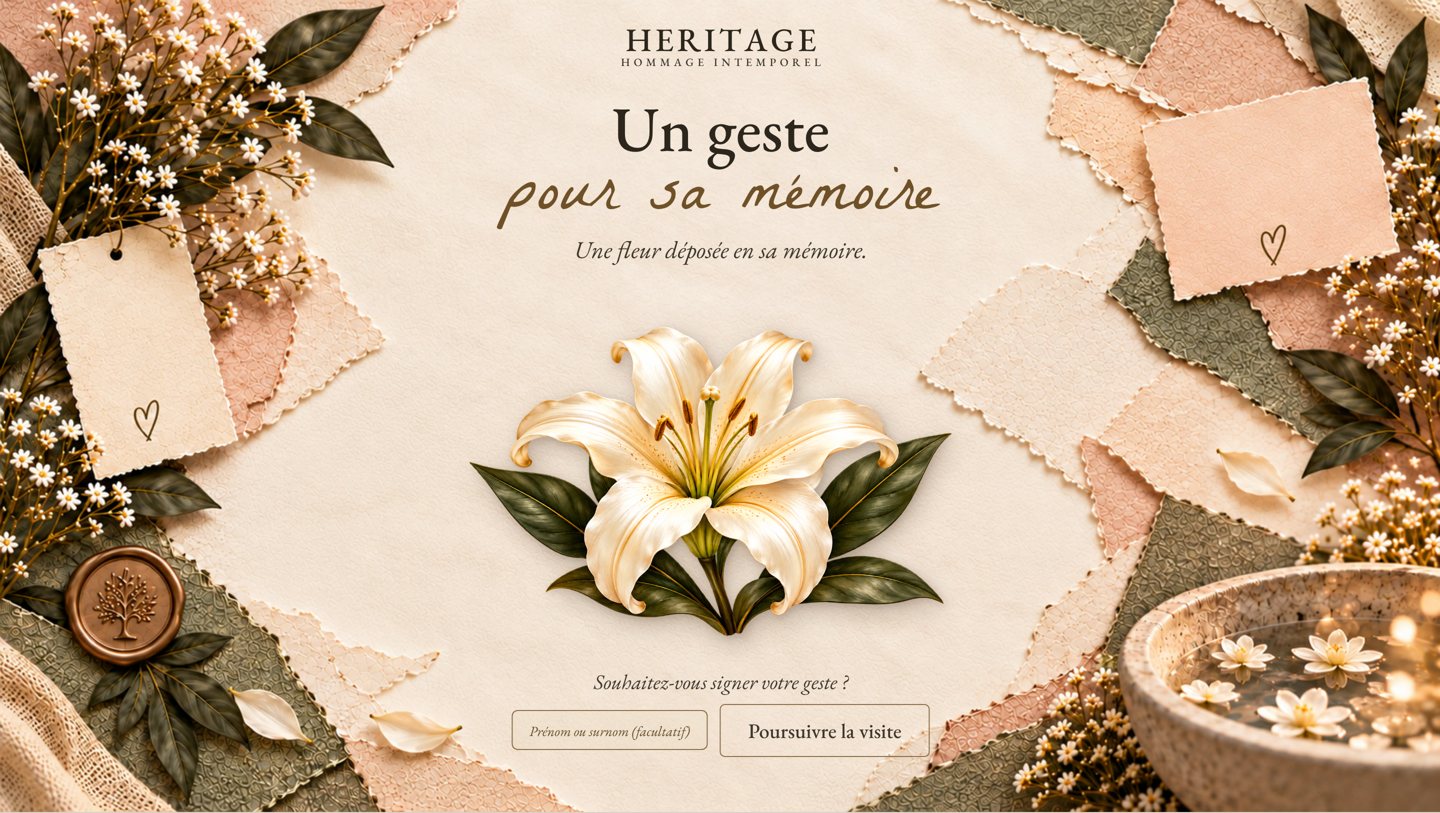 HERITAGE
HOMMAGE INTEMPOREL
Un geste
pour sa mémoire
Une fleur déposée en sa mémoire.
Souhaitez-vous signer votre geste ?
Prénom ou surnom (facultatif)
Poursuivre la visite